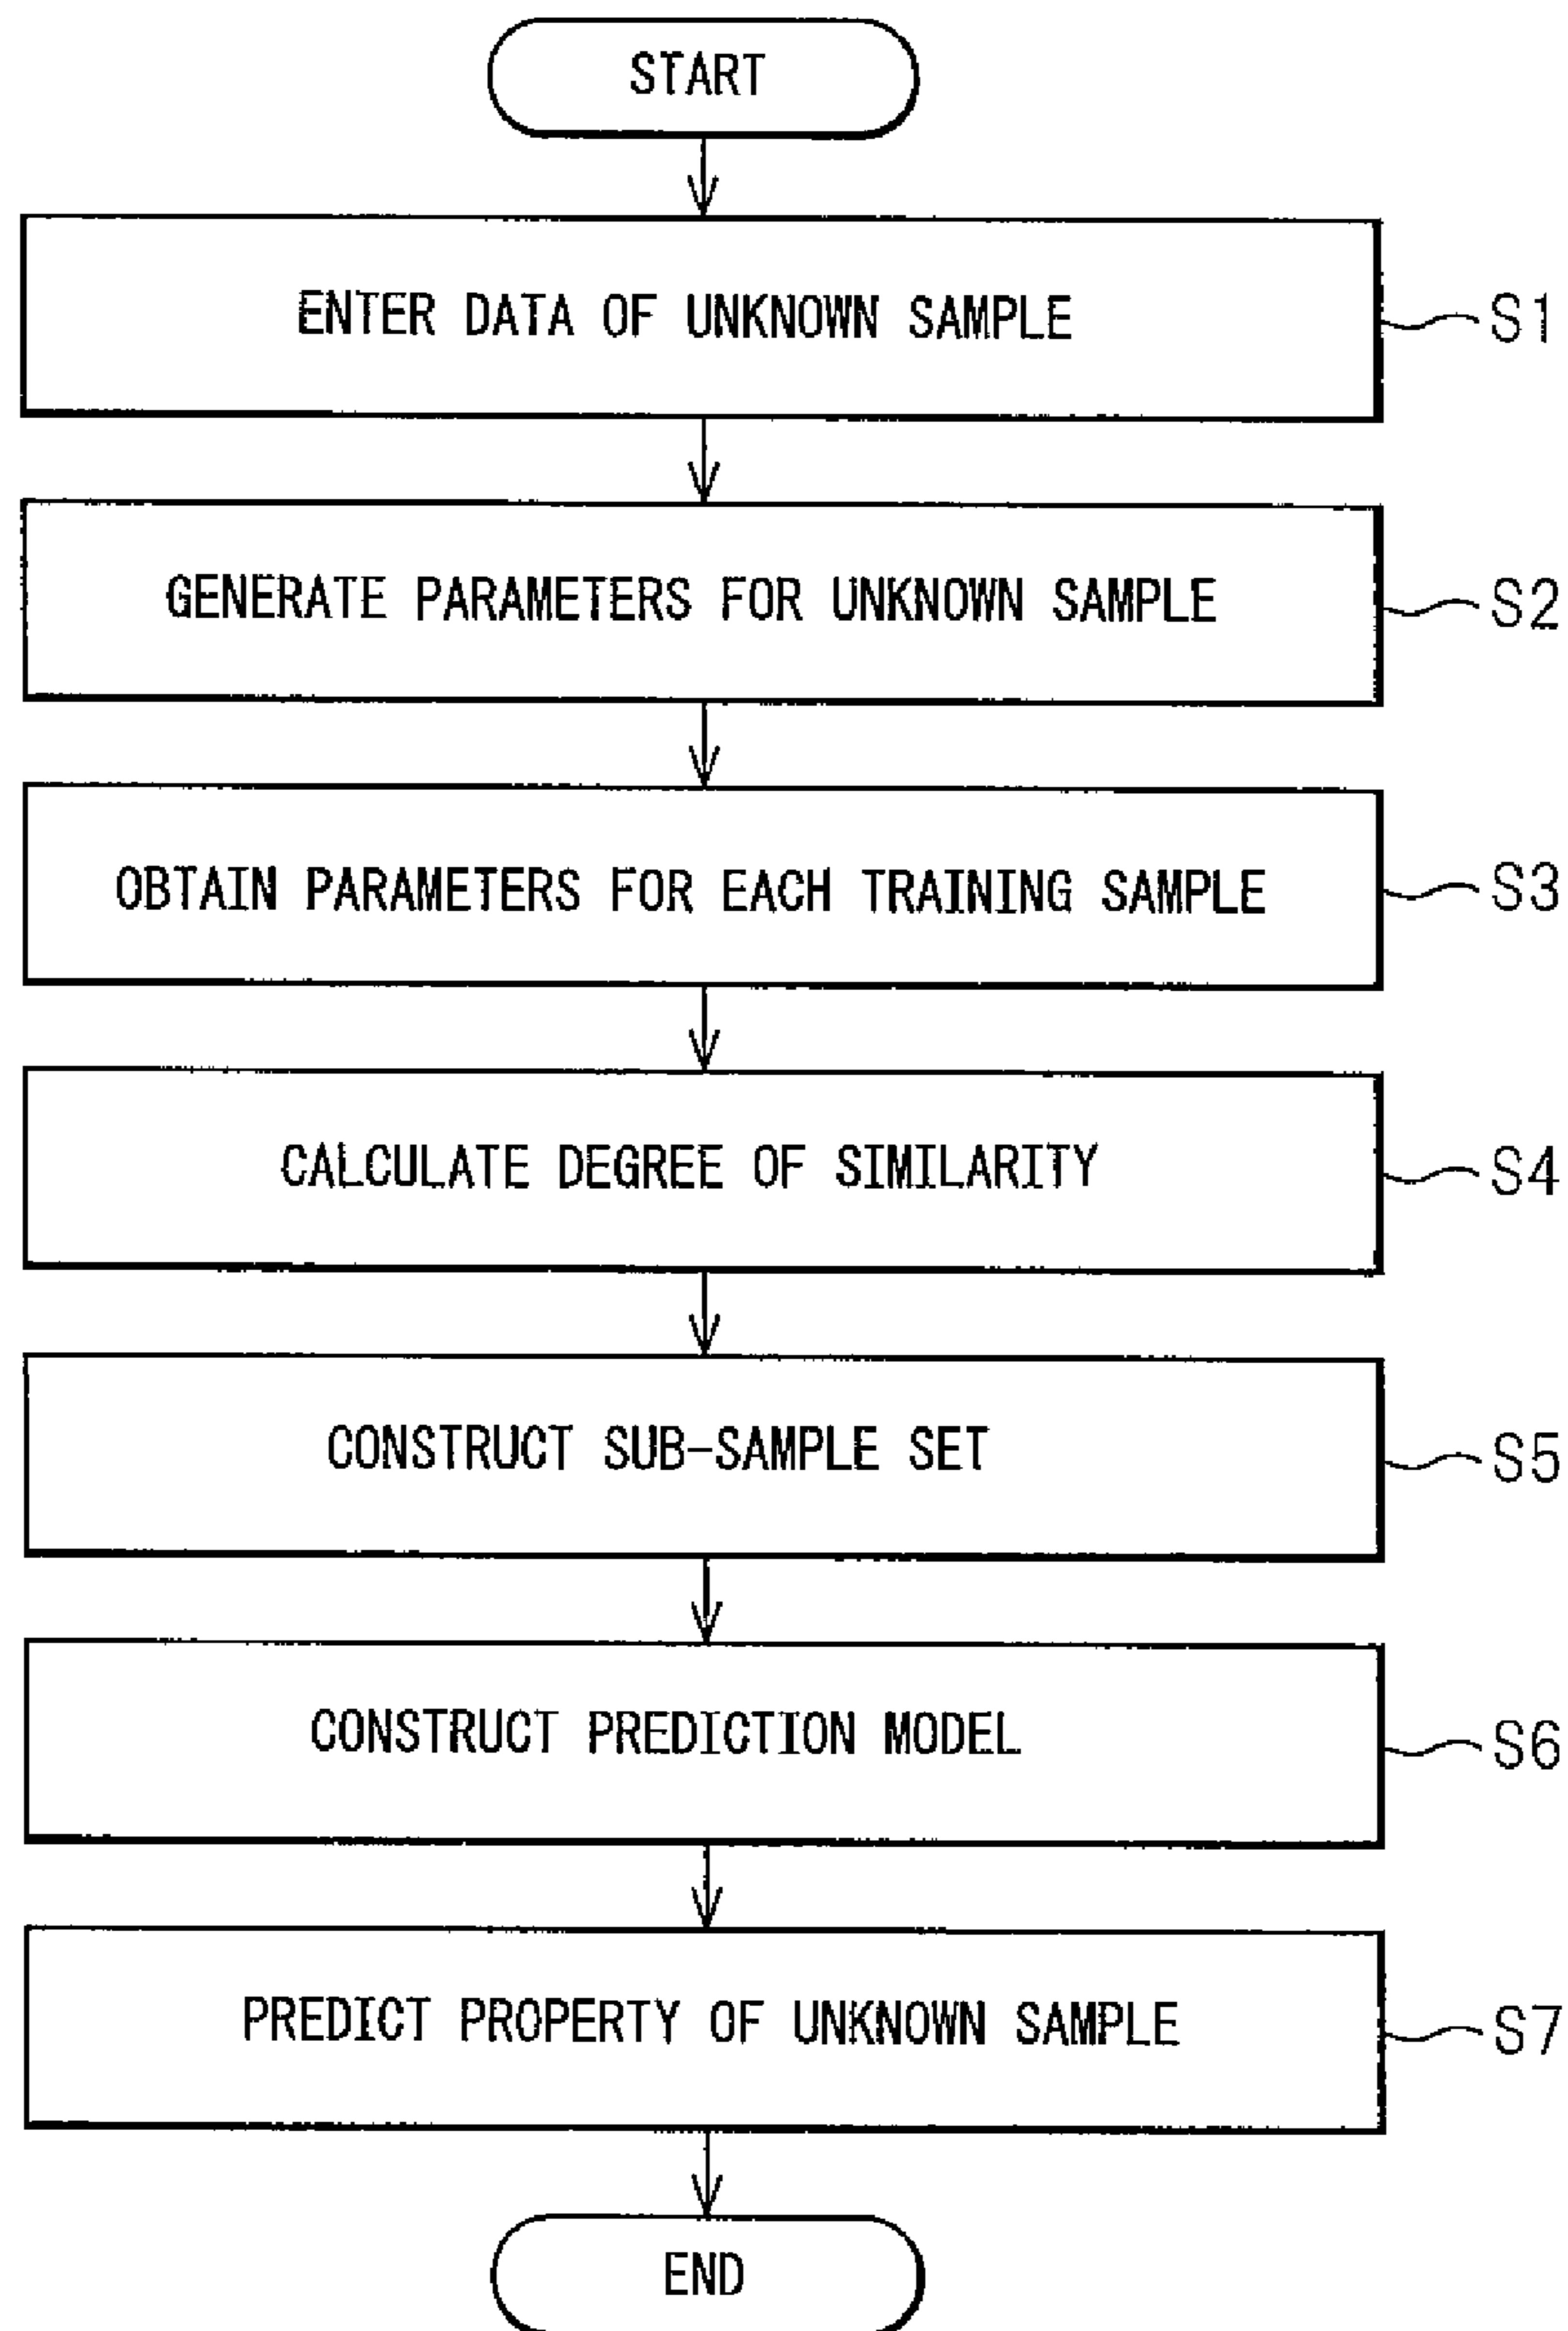 START
ENTER DATA OF UNKNOWN SAMPLE
S1
GENERATE PARAMETERS FOR UNKNOWN SAMPLE
S2
OBTAIN PARAMETERS FOR EACH TRAINING SAMPLE
S3
CALCULATE DEGREE OF SIMILARITY
S4
CONSTRUCT SUB-SAMPLE SET
S5
CONSTRUCT PREDICTION MODEL
S6
PREDICT PROPERTY OF UNKNOWN SAMPLE
S7
END